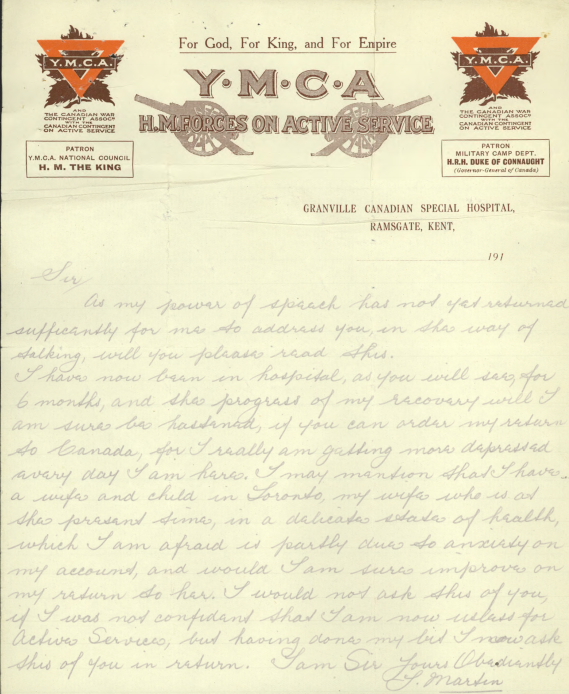 For God, For King, and For Empire
Y.M.C.A.
AND
THE CANADIAN WAR
CONTINGENT ASSOCY
WITH THE
CANADIAN CONTINGENT
ON ACTIVE SERVICE
PATRON
Y.M.C.A. NATIONAL COUNCIL
H. M. THE KING
Y·M·C·A
H.M. FORCES ON ACTIVE SERVICE
Y.M.C.A.
AND
THE CANADIAN WAR
CONTINGENT ASSOCY
WITH THE
CANADIAN CONTINGENT
ON ACTIVE SERVICE
PATRON
MILITARY CAMP DEPT.
H.R.H. DUKE OF CONNAUGHT
(Governor-General of Canada)
GRANVILLE CANADIAN SPECIAL HOSPITAL,
RAMSGATE, KENT,
191
Sir
As my power of speech has not yet returned
sufficantly for me to address you, in the way of
talking, will you please read this.
I have now been in hospital, as you will see, for
6 months, and the progress of my recovery will I
am sure be hastened, if you can order my return
to Canada, for I really am getting more depressed
every day I am here. I may mention that I have
a wife and child in Toronto, my wife who is at
the present time, in a delicate state of health,
which I am afraid is partly due to anxiety on
my account, and would I am sure improve on
my return to her. I would not ask this of you,
if I was not confident that I am now usless for
Active Services, but having done my bit I now ask
this of you in return. I am Sir Yours Obediantly
Martin